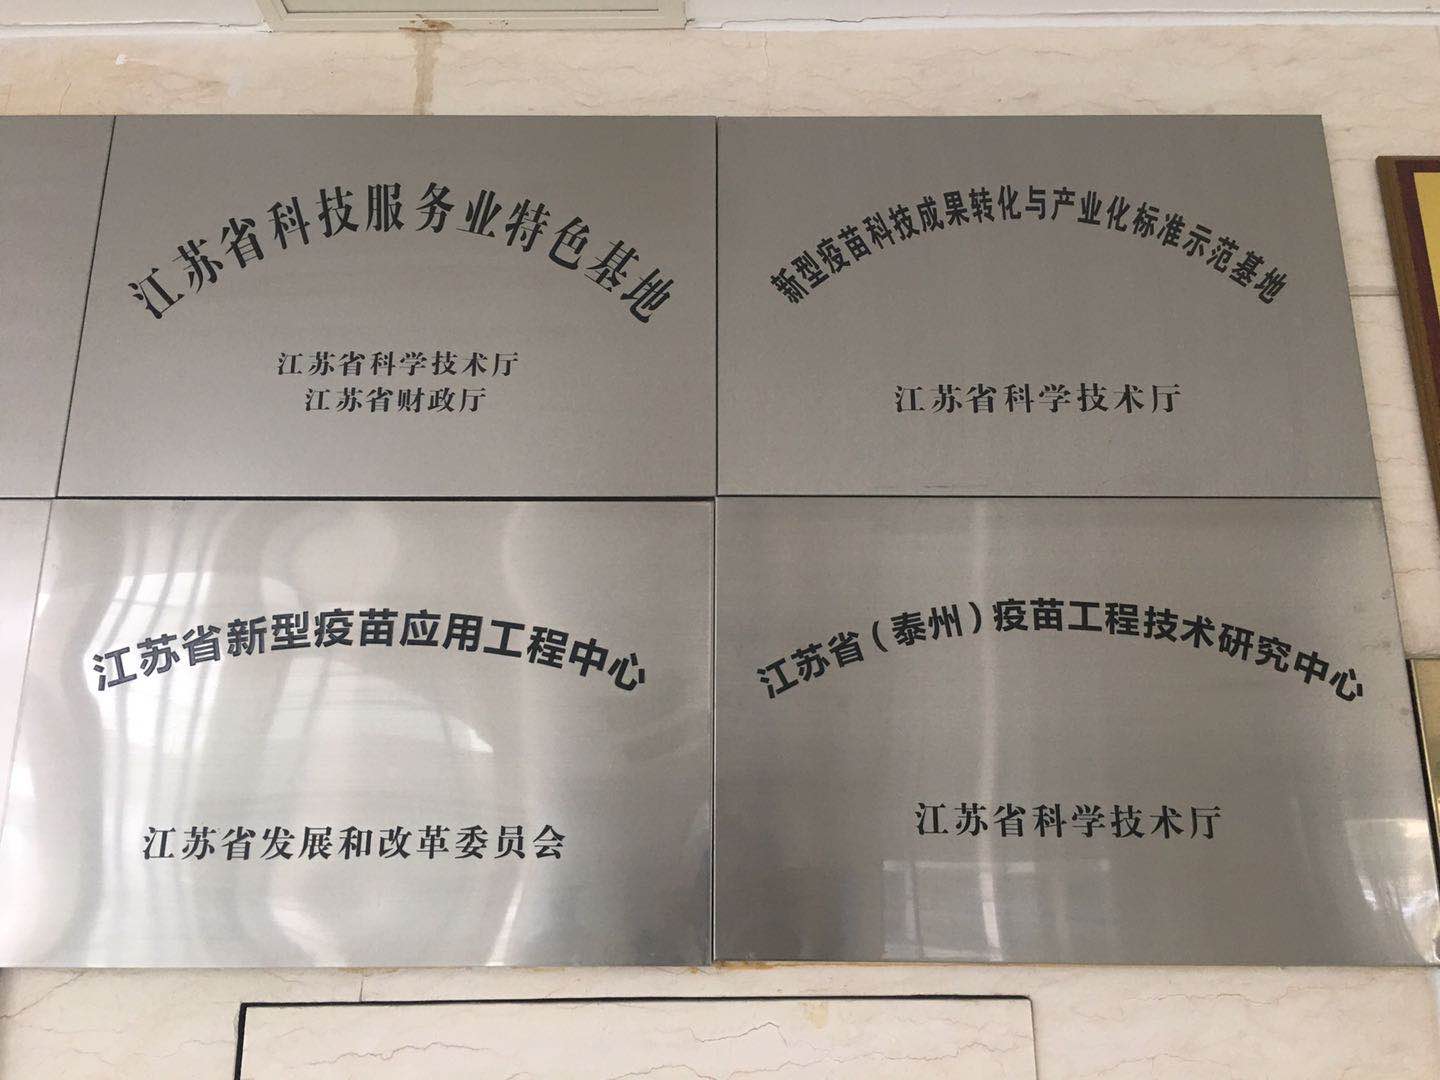 江苏省科技服务业特色基地
江苏省科学技术厅
江苏省财政厅
新型疫苗科技成果转化与产业化标准示范基地
江苏省科学技术厅
江苏省新型疫苗应用工程中心
江苏省发展和改革委员会
江苏省（泰州）疫苗工程技术研究中心
江苏省科学技术厅